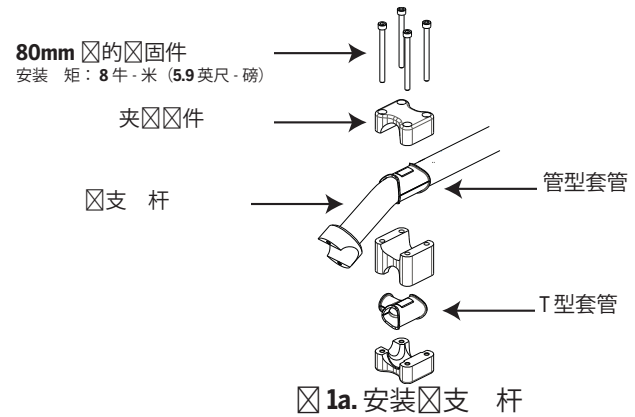 80mm ☒的☒固件
安装 矩：8 牛 - 米（5.9 英尺 - 磅）
夹☒☒件
☒支 杆
管型套管
T 型套管
☒ 1a. 安装☒支 杆